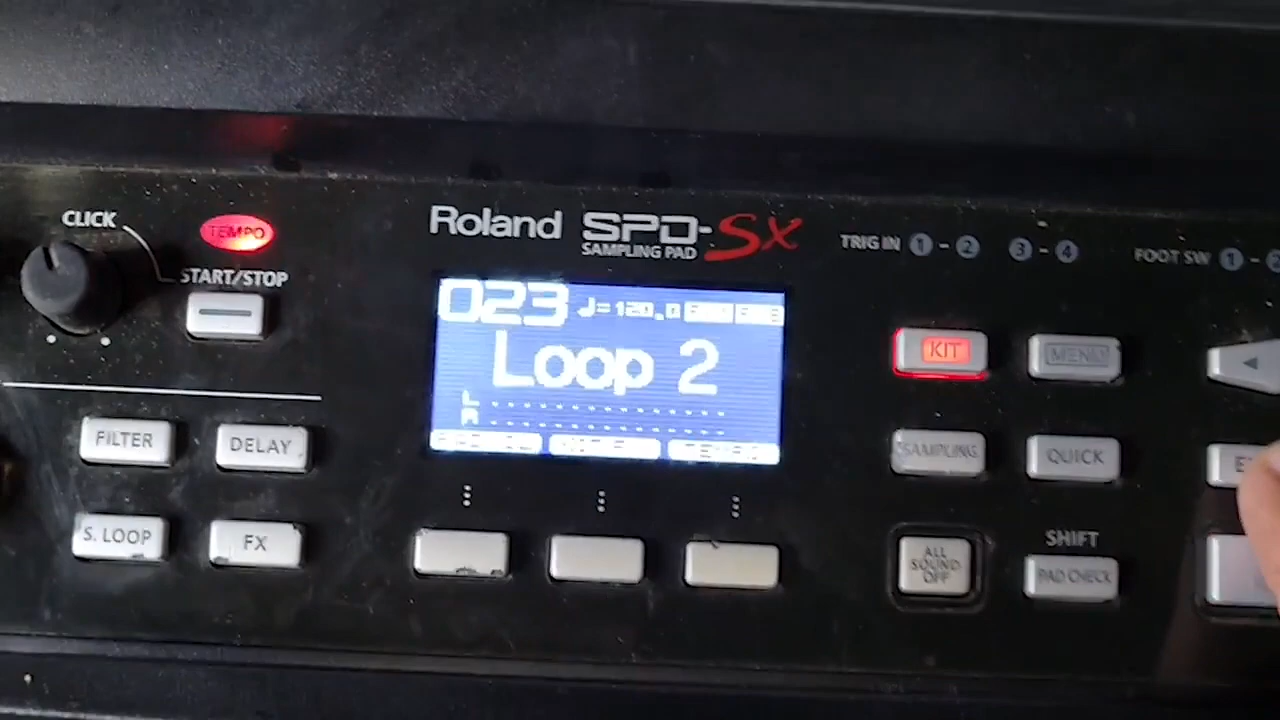 CLICK
TEMPO
START/STOP
Roland SPD-SX
SAMPLING PAD
TRIG IN 1 - 2 3 - 4
FOOT SW 1 -
023 ♩=120.0
Loop 2
L
R
KIT
MENU
FILTER
DELAY
SAMPLING
QUICK
S. LOOP
FX
ALL
SOUND
OFF
SHIFT
PAD CHECK